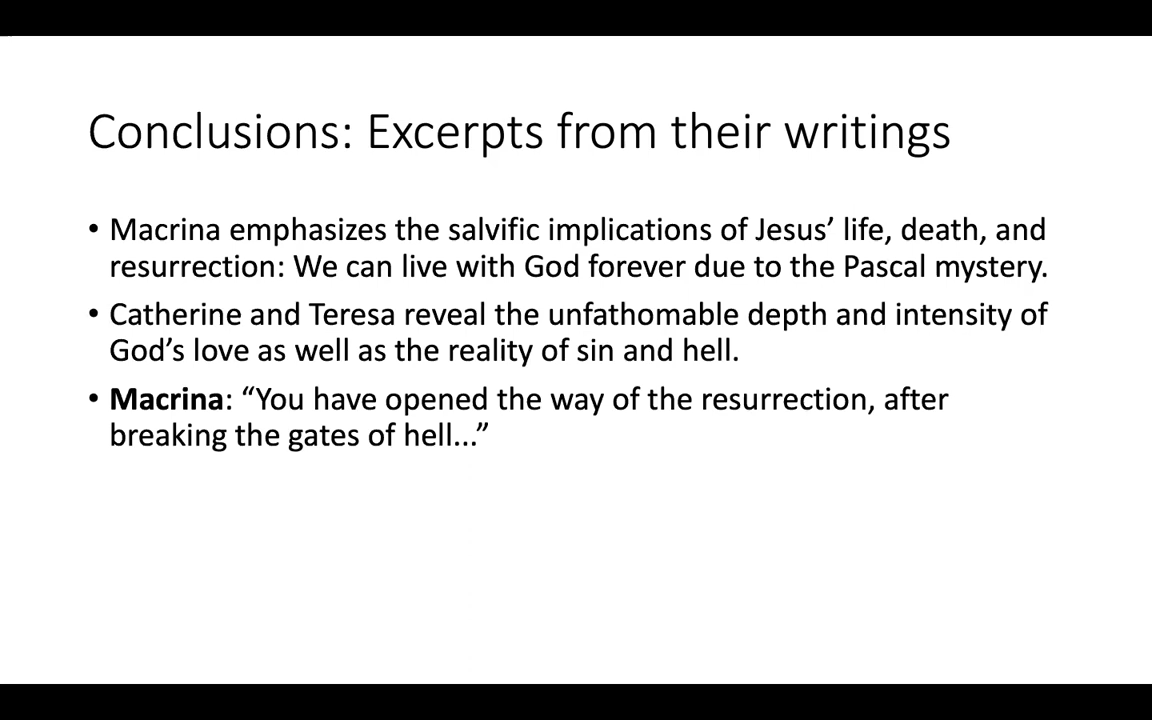 Conclusions: Excerpts from their writings
• Macrina emphasizes the salvific implications of Jesus’ life, death, and
resurrection: We can live with God forever due to the Pascal mystery.
• Catherine and Teresa reveal the unfathomable depth and intensity of
God’s love as well as the reality of sin and hell.
• Macrina: “You have opened the way of the resurrection, after
breaking the gates of hell...”